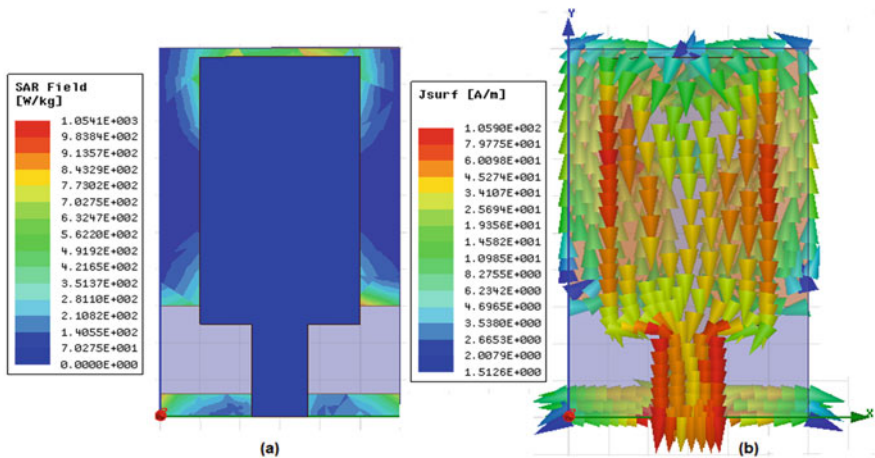 SAR Field
[W/kg]
1.0541E+003
9.8384E+002
9.1357E+002
8.4329E+002
7.7302E+002
7.0275E+002
6.3247E+002
5.6220E+002
4.9192E+002
4.2165E+002
3.5137E+002
2.8110E+002
2.1082E+002
1.4055E+002
7.0275E+001
0.0000E+000
(a)
Jsurf [A/m]
1.0590E+002
7.9775E+001
6.0098E+001
4.5274E+001
3.4107E+001
2.5694E+001
1.9356E+001
1.4582E+001
1.0985E+001
8.2755E+000
6.2342E+000
4.6965E+000
3.5380E+000
2.6653E+000
2.0079E+000
1.5126E+000
Y
X
(b)